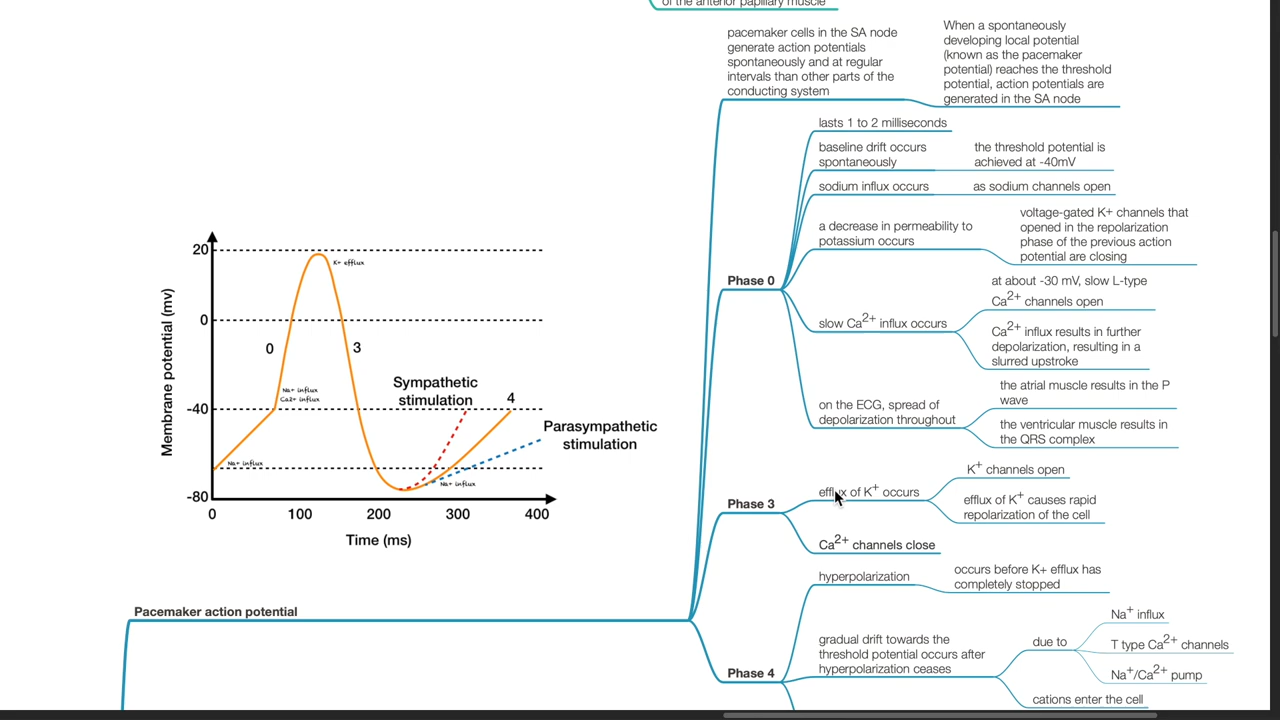 of the anterior papillary muscle
pacemaker cells in the SA node
generate action potentials
spontaneously and at regular
intervals than other parts of the
conducting system
When a spontaneously
developing local potential
(known as the pacemaker
potential) reaches the threshold
potential, action potentials are
generated in the SA node
Phase 0
lasts 1 to 2 milliseconds
baseline drift occurs
spontaneously
the threshold potential is
achieved at -40mV
sodium influx occurs
as sodium channels open
a decrease in permeability to
potassium occurs
voltage-gated K+ channels that
opened in the repolarization
phase of the previous action
potential are closing
slow Ca2+ influx occurs
at about -30 mV, slow L-type
Ca2+ channels open
Ca2+ influx results in further
depolarization, resulting in a
slurred upstroke
on the ECG, spread of
depolarization throughout
the atrial muscle results in the P
wave
the ventricular muscle results in
the QRS complex
Phase 3
efflux of K+ occurs
K+ channels open
efflux of K+ causes rapid
repolarization of the cell
Ca2+ channels close
Phase 4
hyperpolarization
occurs before K+ efflux has
completely stopped
gradual drift towards the
threshold potential occurs after
hyperpolarization ceases
due to
Na+ influx
T type Ca2+ channels
Na+/Ca2+ pump
cations enter the cell
Pacemaker action potential
Membrane potential (mv)
20
0
-40
-80
K+ efflux
0
3
Na+ influx
Ca2+ influx
Na+ influx
Sympathetic
stimulation
4
Parasympathetic
stimulation
Na+ influx
0
100
200
300
400
Time (ms)